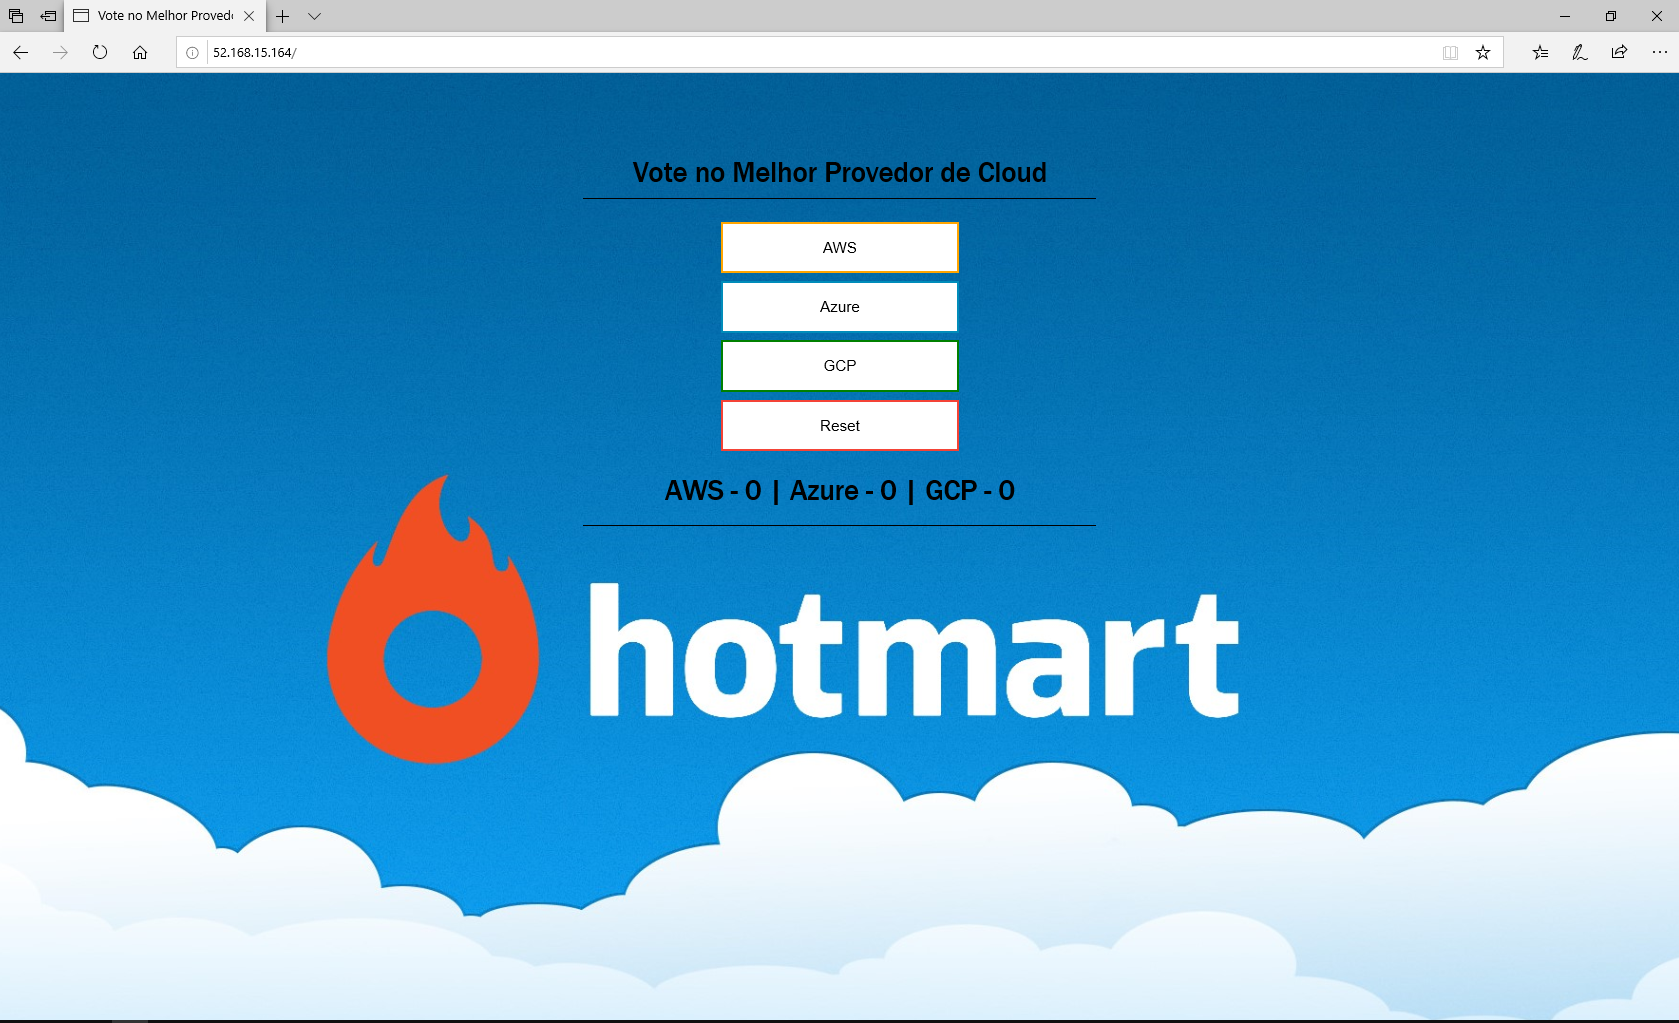 Vote no Melhor Proved
52.168.15.164/
Vote no Melhor Provedor de Cloud
AWS
Azure
GCP
Reset
AWS - 0 | Azure - 0 | GCP - 0
hotmart